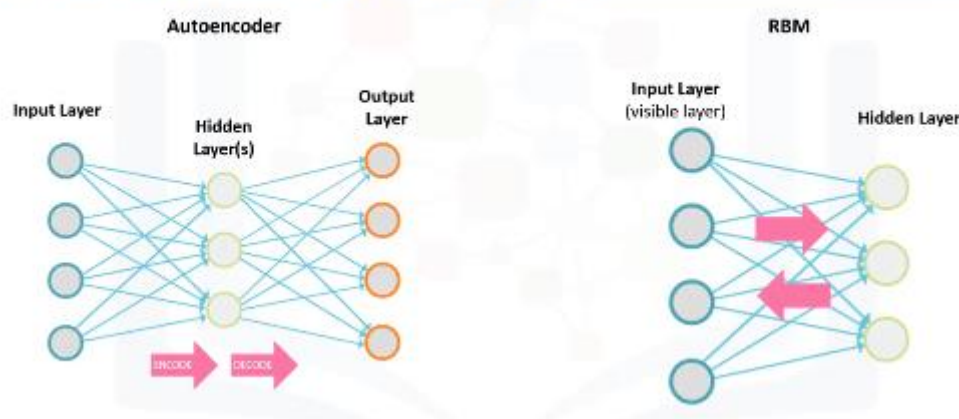 Autoencoder
Input Layer
Hidden
Layer(s)
Output
Layer
ENCODE
DECODE
RBM
Input Layer
(visible layer)
Hidden Layer